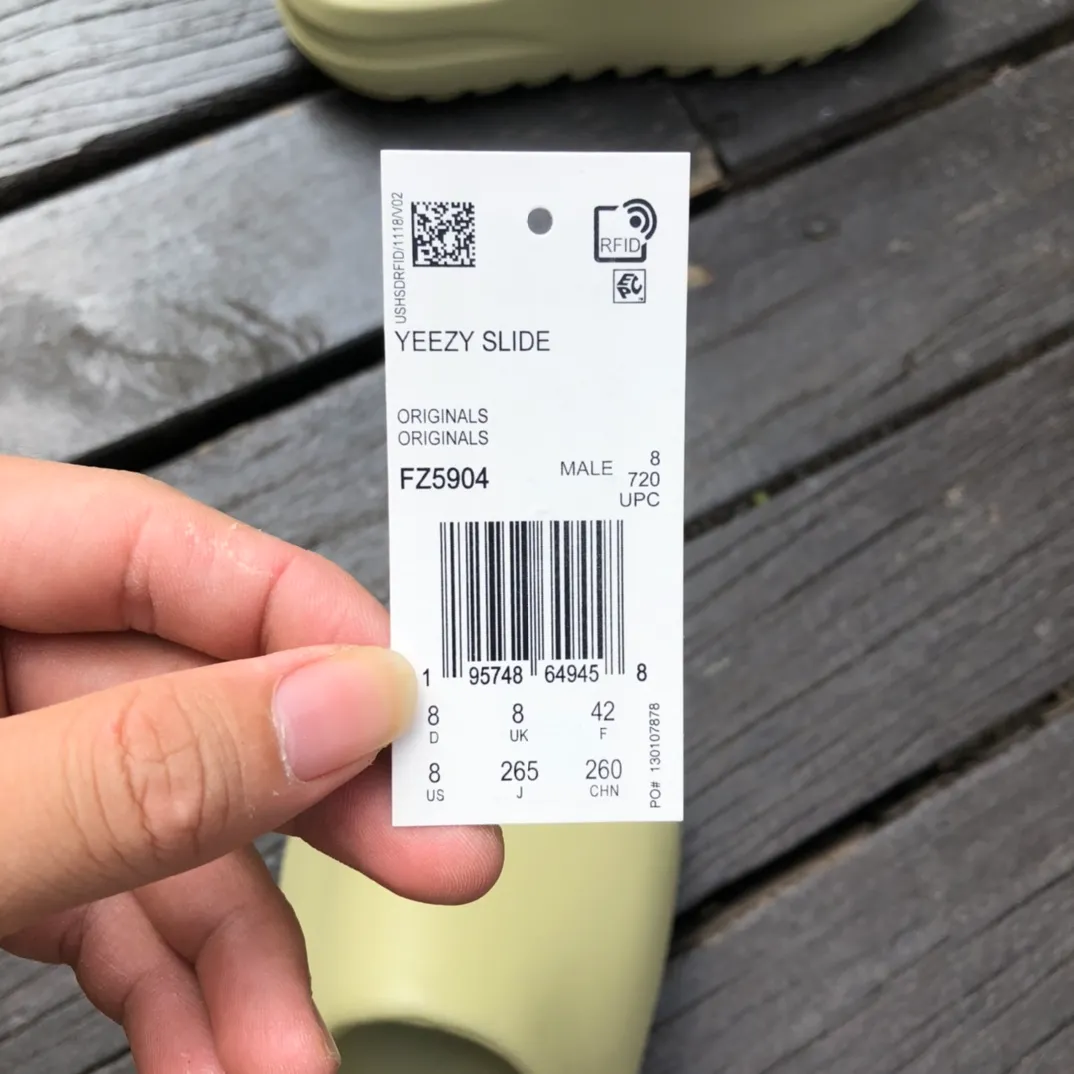 USHSDRFID/1118/V02
RFID
EPC
YEEZY SLIDE
ORIGINALS
ORIGINALS
FZ5904
MALE
8
720
UPC
1 95748 64945 8
8 8 42
D UK F
8 265 260
US J CHN
PO# 130107878